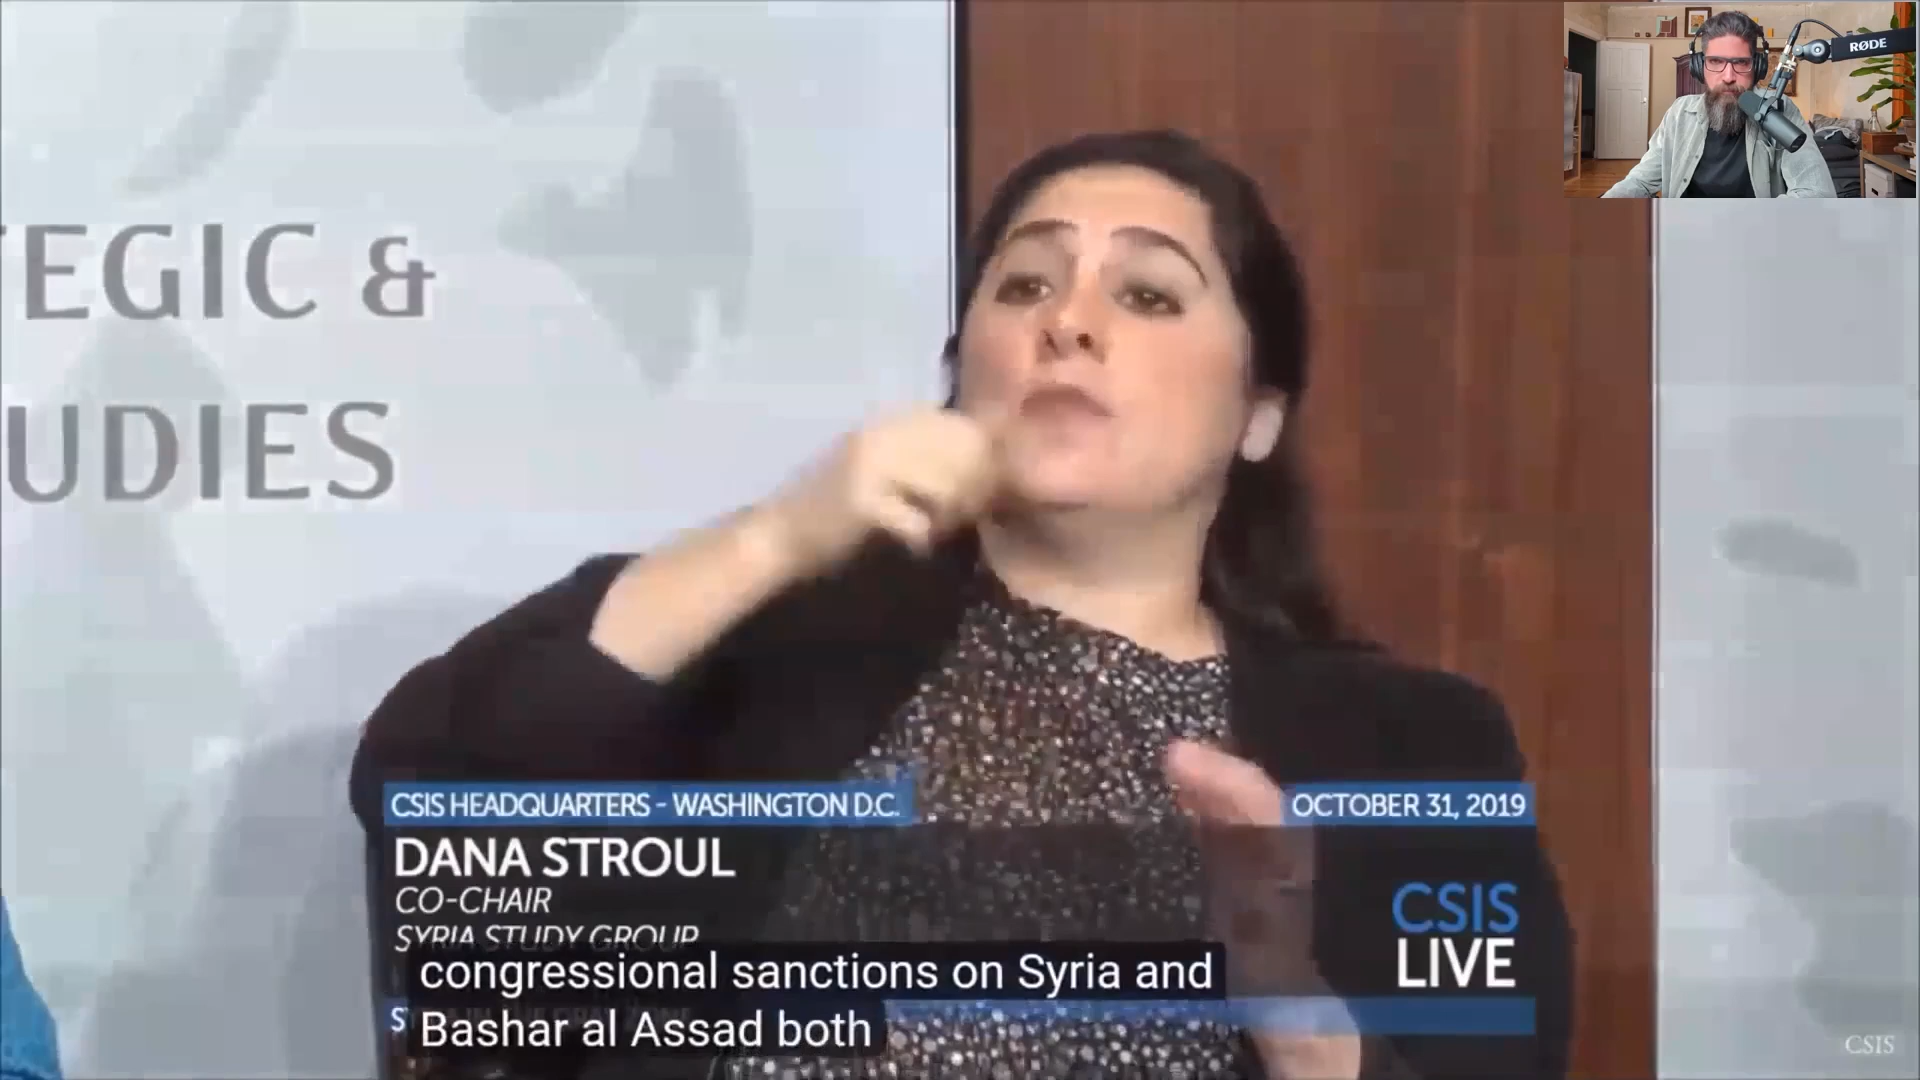 RØDE
TEGIC &
UDIES
CSIS HEADQUARTERS - WASHINGTON D.C.
OCTOBER 31, 2019
DANA STROUL
CO-CHAIR
SYRIA STUDY GROUP
CSIS
LIVE
congressional sanctions on Syria and
Bashar al Assad both
CSIS